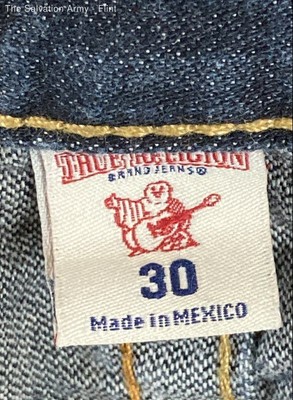 The Salvation Army - Flint
TRUE RELIGION
BRAND JEANS®
30
Made in MEXICO